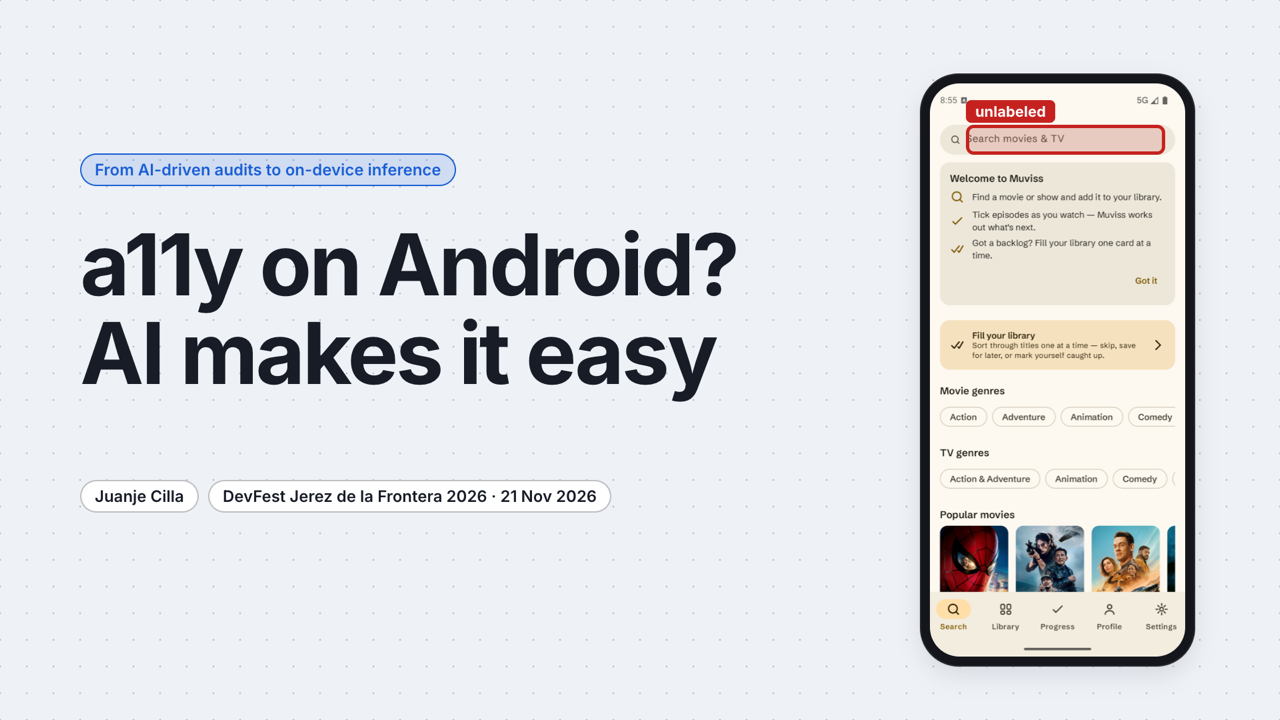 From AI-driven audits to on-device inference
a11y on Android?
AI makes it easy
Juanje Cilla
DevFest Jerez de la Frontera 2026 · 21 Nov 2026
8:55
5G
unlabeled
Search movies & TV
Welcome to Muviss
Find a movie or show and add it to your library.
Tick episodes as you watch — Muviss works
out what's next.
Got a backlog? Fill your library one card at a
time.
Got it
Fill your library
Sort through titles one at a time — skip, save
for later, or mark yourself caught up.
Movie genres
Action Adventure Animation Comedy
TV genres
Action & Adventure Animation Comedy
Popular movies
Search Library Progress Profile Settings